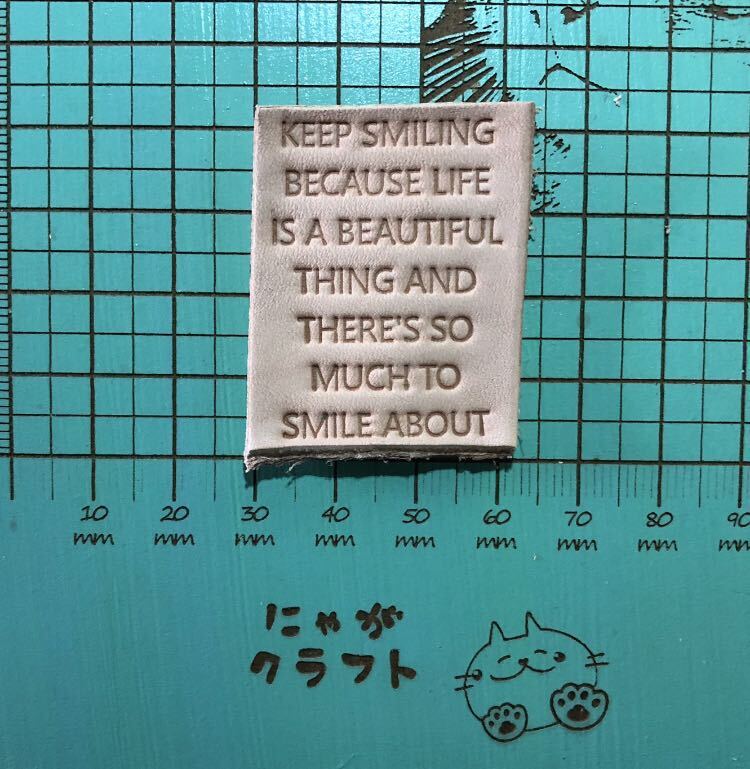 KEEP SMILING
BECAUSE LIFE
IS A BEAUTIFUL
THING AND
THERE'S SO
MUCH TO
SMILE ABOUT
10 20 30 40 50 60 70 80 90
mm mm mm mm mm mm mm mm mm
にゃが
クラフト